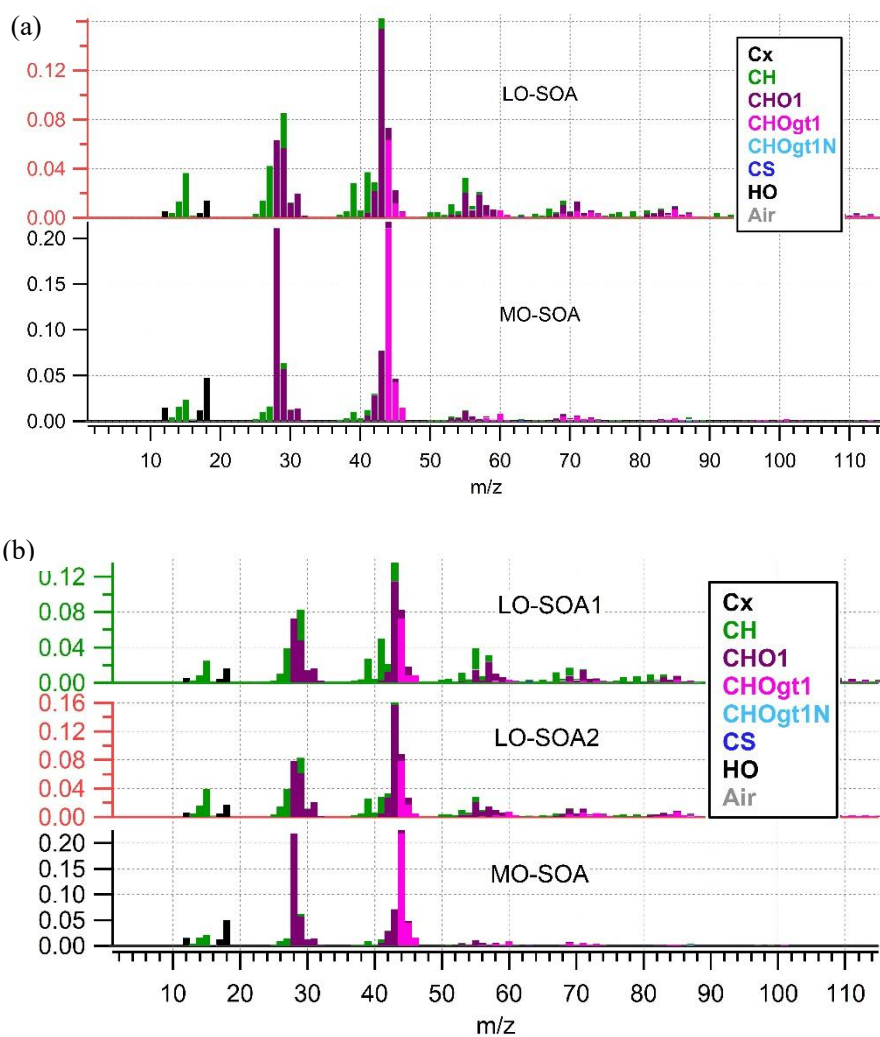 (a)
0.12
0.08
0.04
0.00
LO-SOA
Cx
CH
CHO1
CHOgt1
CHOgt1N
CS
HO
Air
0.20
0.15
0.10
0.05
0.00
MO-SOA
10 20 30 40 50 60 70 80 90 100 110
m/z
(b)
0.12
0.08
0.04
0.00
LO-SOA1
Cx
CH
CHO1
CHOgt1
CHOgt1N
CS
HO
Air
0.16
0.12
0.08
0.04
0.00
LO-SOA2
0.20
0.15
0.10
0.05
0.00
MO-SOA
10 20 30 40 50 60 70 80 90 100 110
m/z